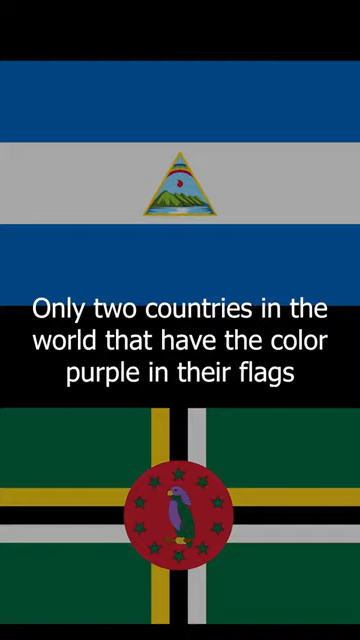 Only two countries in the
world that have the color
purple in their flags